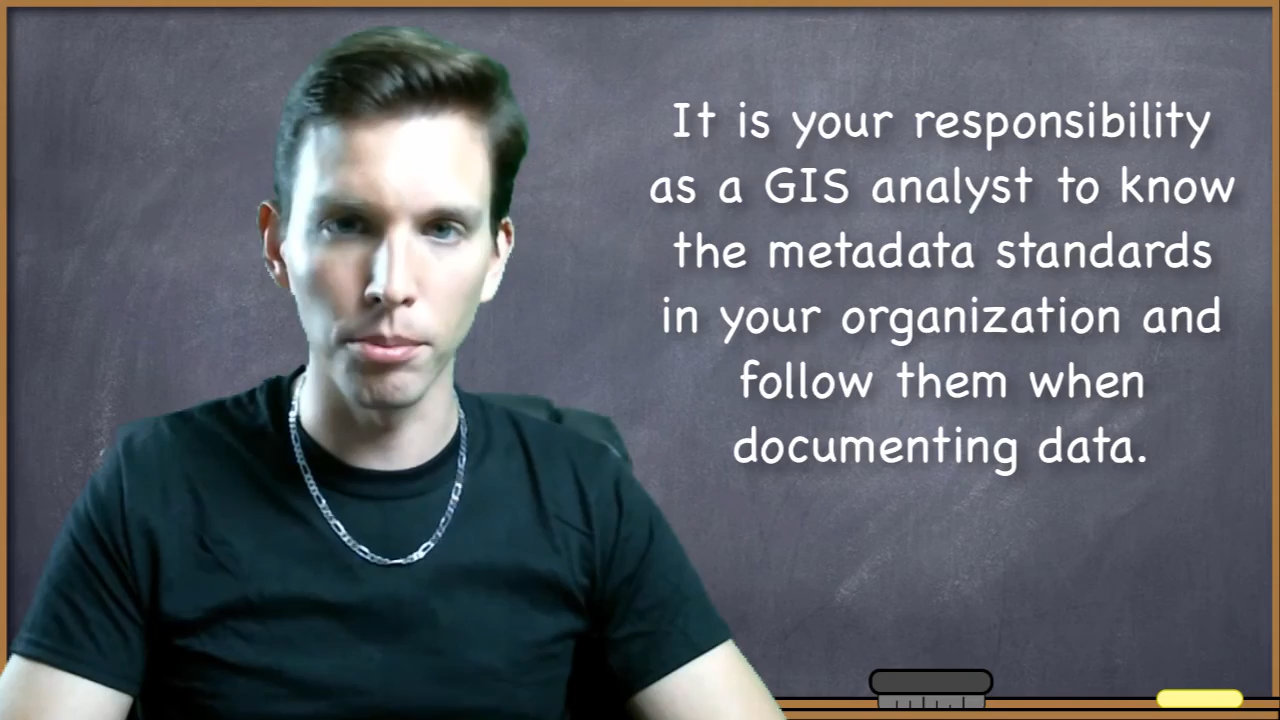 It is your responsibility
as a GIS analyst to know
the metadata standards
in your organization and
follow them when
documenting data.